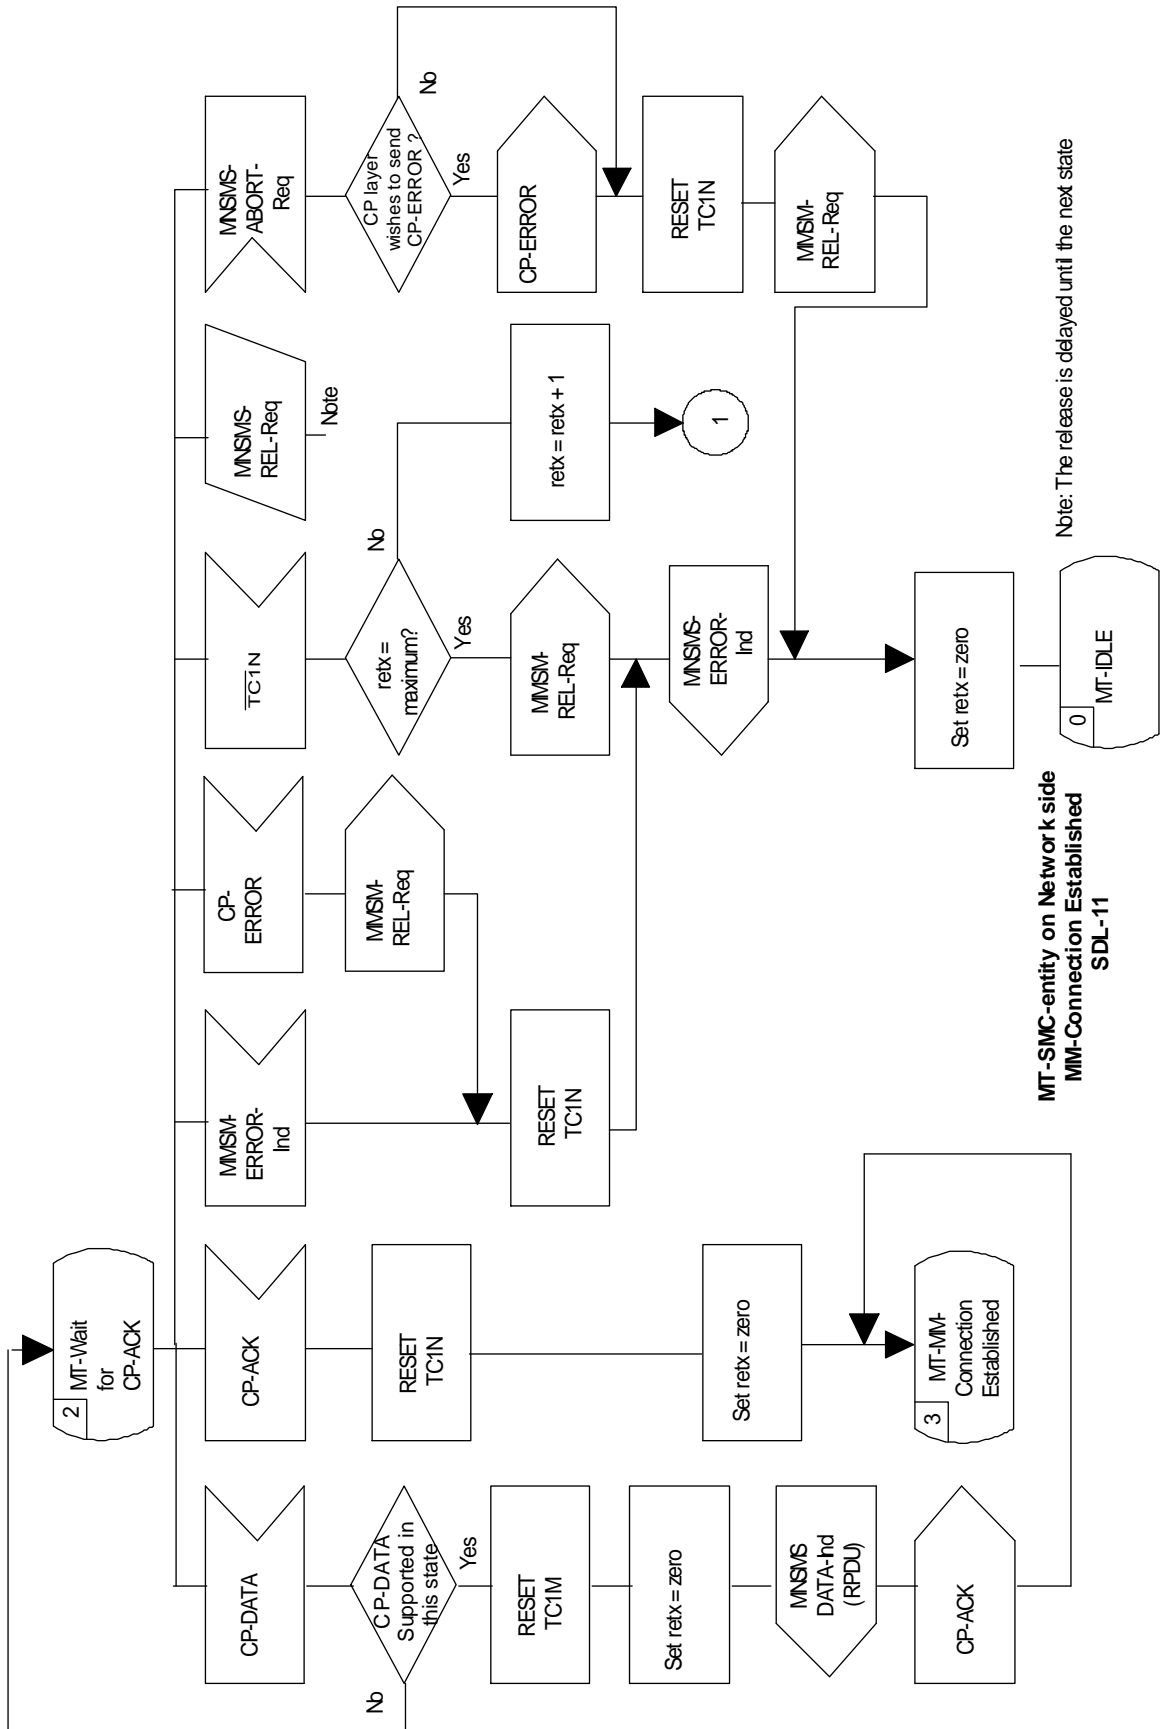 2
MT-Wait
for
CP-ACK
CP-DATA
CP-DATA
Supported in
this state
No
Yes
RESET
TC1M
Set retx = zero
MNSMS
DATA-Ind
(RPDU)
CP-ACK
CP-ACK
RESET
TC1N
Set retx = zero
3
MT-MM-
Connection
Established
MMSM-
ERROR-
Ind
RESET
TC1N
CP-
ERROR
MMSM-
REL-Req
TC1N
retx =
maximum?
No
Yes
MMSM-
REL-Req
MNSMS-
ERROR-
Ind
Set retx = zero
0
MT-IDLE
retx = retx + 1
1
MNSMS-
REL-Req
Note
MNSMS-
ABORT-
Req
CP layer
wishes to send
CP-ERROR ?
No
Yes
CP-ERROR
RESET
TC1N
MMSM-
REL-Req
Note: The release is delayed until the next state
MT-SMC-entity on Network side
MM-Connection Established
SDL-11